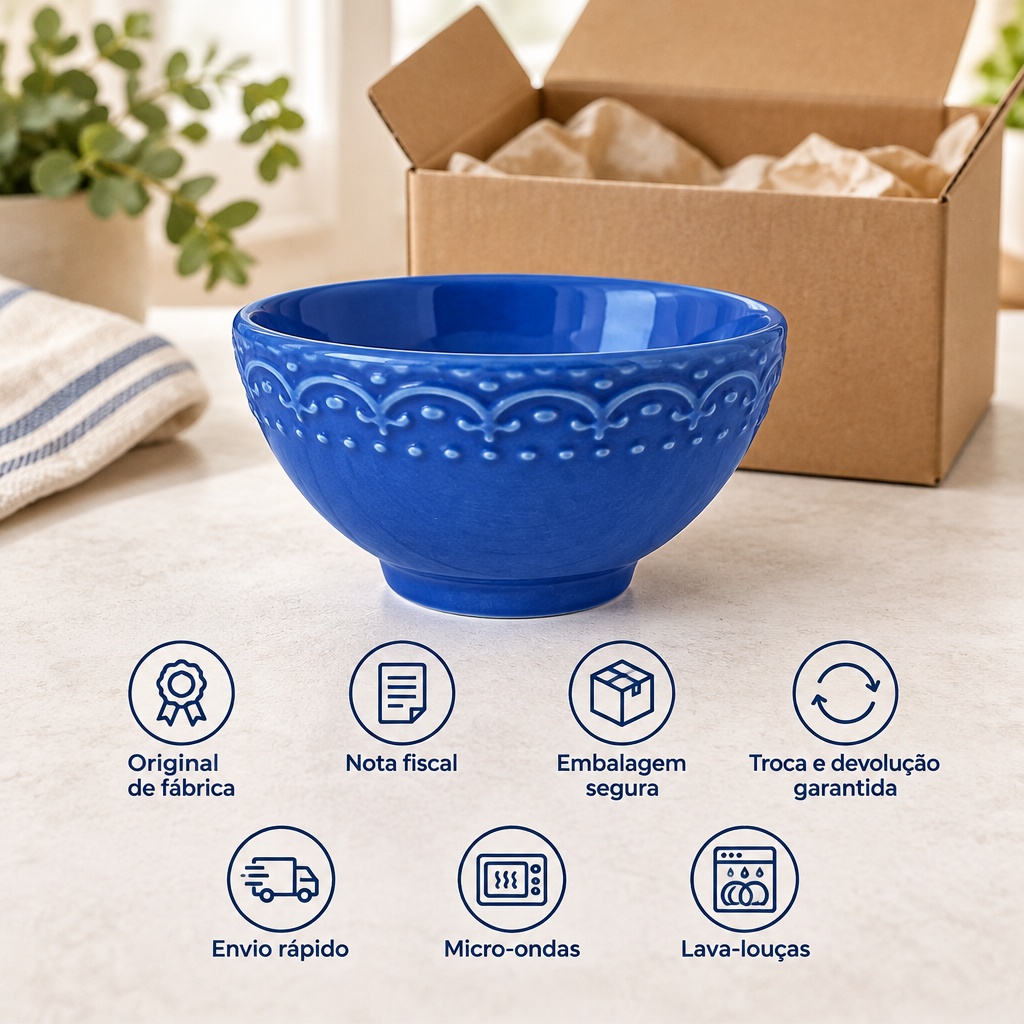 Original
de fábrica
Nota fiscal
Embalagem
segura
Troca e devolução
garantida
Envio rápido
Micro-ondas
Lava-louças